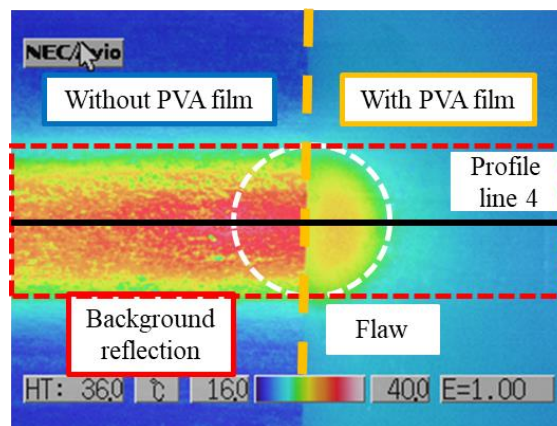 NEC/Avio
Without PVA film
With PVA film
Profile
line 4
Background
reflection
Flaw
HT: 36.0 ℃ 16.0 40.0 E=1.00